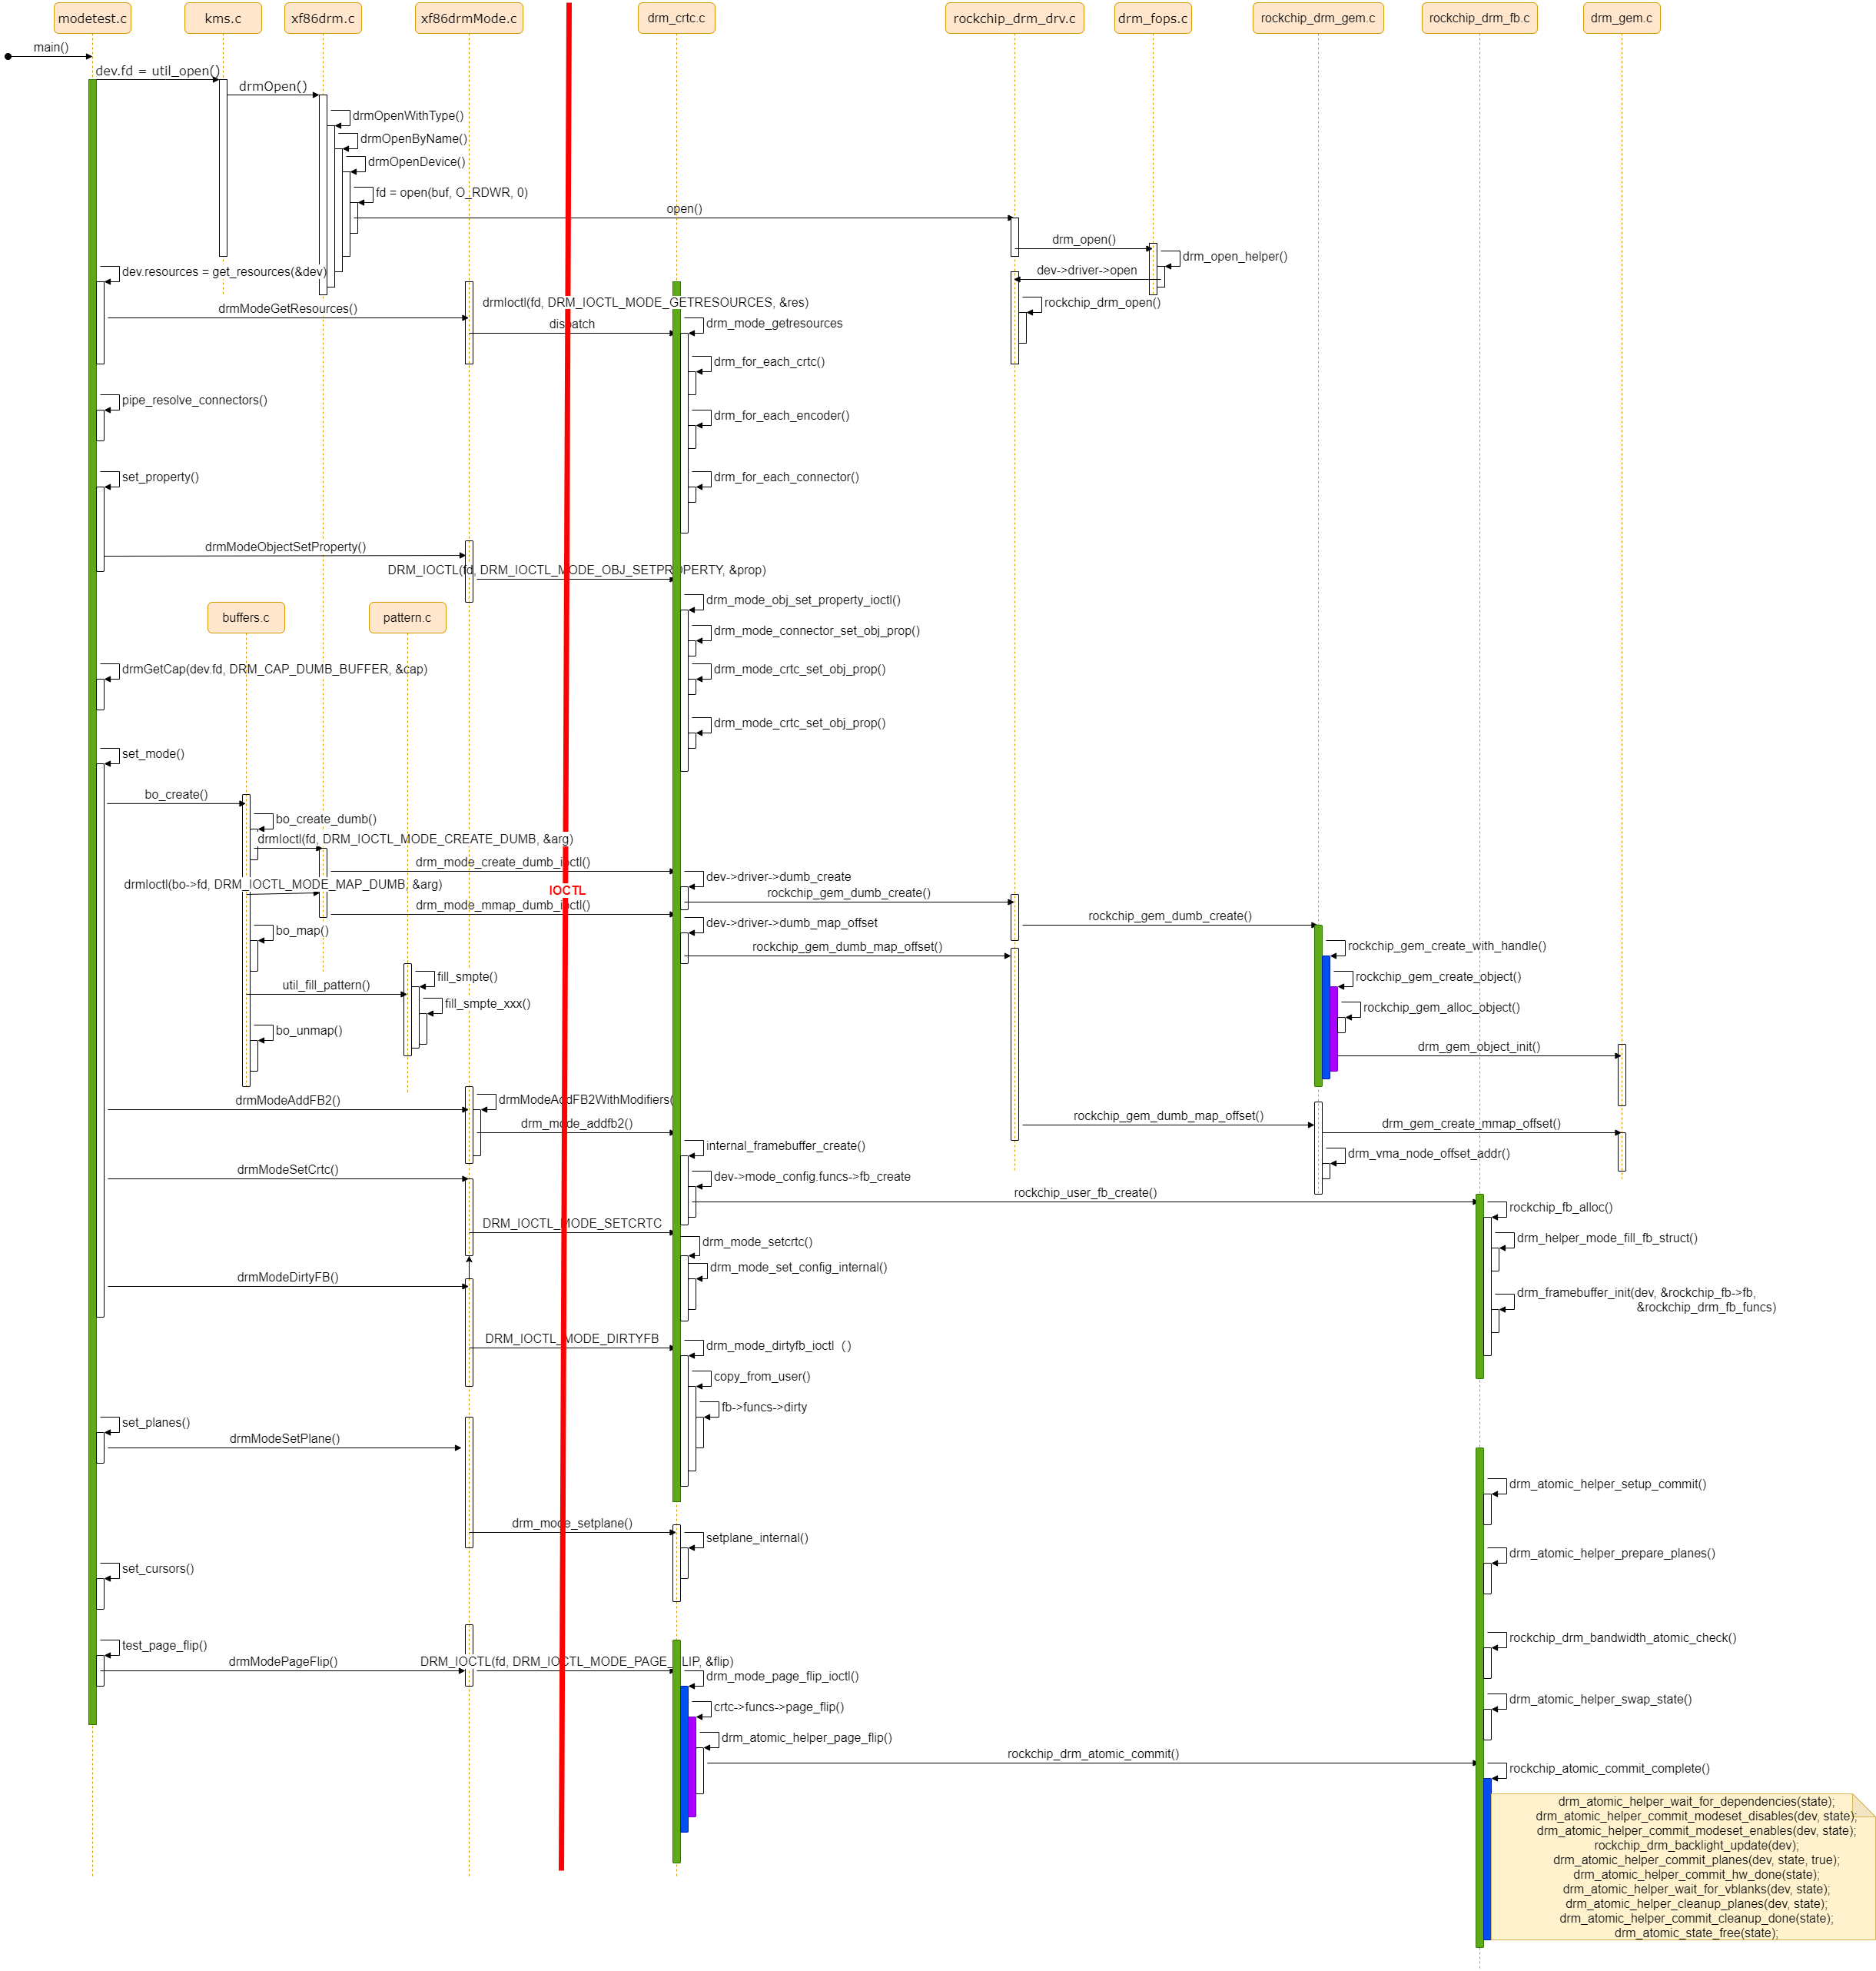 modetest.c
kms.c
xf86drm.c
xf86drmMode.c
drm_crtc.c
rockchip_drm_drv.c
drm_fops.c
rockchip_drm_gem.c
rockchip_drm_fb.c
drm_gem.c
main()
dev.fd = util_open()
drmOpen()
drmOpenWithType()
drmOpenByName()
drmOpenDevice()
fd = open(buf, O_RDWR, 0)
open()
drm_open()
drm_open_helper()
dev->driver->open
dev.resources = get_resources(&dev)
rockchip_drm_open()
drmIoctl(fd, DRM_IOCTL_MODE_GETRESOURCES, &res)
drmModeGetResources()
dispatch
drm_mode_getresources
drm_for_each_crtc()
pipe_resolve_connectors()
drm_for_each_encoder()
set_property()
drm_for_each_connector()
drmModeObjectSetProperty()
DRM_IOCTL(fd, DRM_IOCTL_MODE_OBJ_SETPROPERTY, &prop)
drm_mode_obj_set_property_ioctl()
buffers.c
pattern.c
drm_mode_connector_set_obj_prop()
drmGetCap(dev.fd, DRM_CAP_DUMB_BUFFER, &cap)
drm_mode_crtc_set_obj_prop()
drm_mode_crtc_set_obj_prop()
set_mode()
bo_create()
bo_create_dumb()
drmIoctl(fd, DRM_IOCTL_MODE_CREATE_DUMB, &arg)
drm_mode_create_dumb_ioctl()
dev->driver->dumb_create
drmIoctl(bo->fd, DRM_IOCTL_MODE_MAP_DUMB, &arg)
IOCTL
rockchip_gem_dumb_create()
drm_mode_mmap_dumb_ioctl()
rockchip_gem_dumb_create()
dev->driver->dumb_map_offset
bo_map()
rockchip_gem_dumb_map_offset()
rockchip_gem_create_with_handle()
fill_smpte()
rockchip_gem_create_object()
util_fill_pattern()
fill_smpte_xxx()
rockchip_gem_alloc_object()
bo_unmap()
drm_gem_object_init()
drmModeAddFB2()
drmModeAddFB2WithModifiers(
rockchip_gem_dumb_map_offset()
drm_mode_addfb2()
drm_gem_create_mmap_offset()
internal_framebuffer_create()
drm_vma_node_offset_addr()
drmModeSetCrtc()
dev->mode_config.funcs->fb_create
rockchip_user_fb_create()
rockchip_fb_alloc()
DRM_IOCTL_MODE_SETCRTC
drm_mode_setcrtc()
drm_helper_mode_fill_fb_struct()
drm_mode_set_config_internal()
drmModeDirtyFB()
drm_framebuffer_init(dev, &rockchip_fb->fb,
&rockchip_drm_fb_funcs)
DRM_IOCTL_MODE_DIRTYFB
drm_mode_dirtyfb_ioctl（）
copy_from_user()
fb->funcs->dirty
set_planes()
drmModeSetPlane()
drm_atomic_helper_setup_commit()
drm_mode_setplane()
setplane_internal()
drm_atomic_helper_prepare_planes()
set_cursors()
rockchip_drm_bandwidth_atomic_check()
test_page_flip()
drmModePageFlip()
DRM_IOCTL(fd, DRM_IOCTL_MODE_PAGE_FLIP, &flip)
drm_mode_page_flip_ioctl()
drm_atomic_helper_swap_state()
crtc->funcs->page_flip()
drm_atomic_helper_page_flip()
rockchip_drm_atomic_commit()
rockchip_atomic_commit_complete()
drm_atomic_helper_wait_for_dependencies(state);
drm_atomic_helper_commit_modeset_disables(dev, state);
drm_atomic_helper_commit_modeset_enables(dev, state);
rockchip_drm_backlight_update(dev);
drm_atomic_helper_commit_planes(dev, state, true);
drm_atomic_helper_commit_hw_done(state);
drm_atomic_helper_wait_for_vblanks(dev, state);
drm_atomic_helper_cleanup_planes(dev, state);
drm_atomic_helper_commit_cleanup_done(state);
drm_atomic_state_free(state);